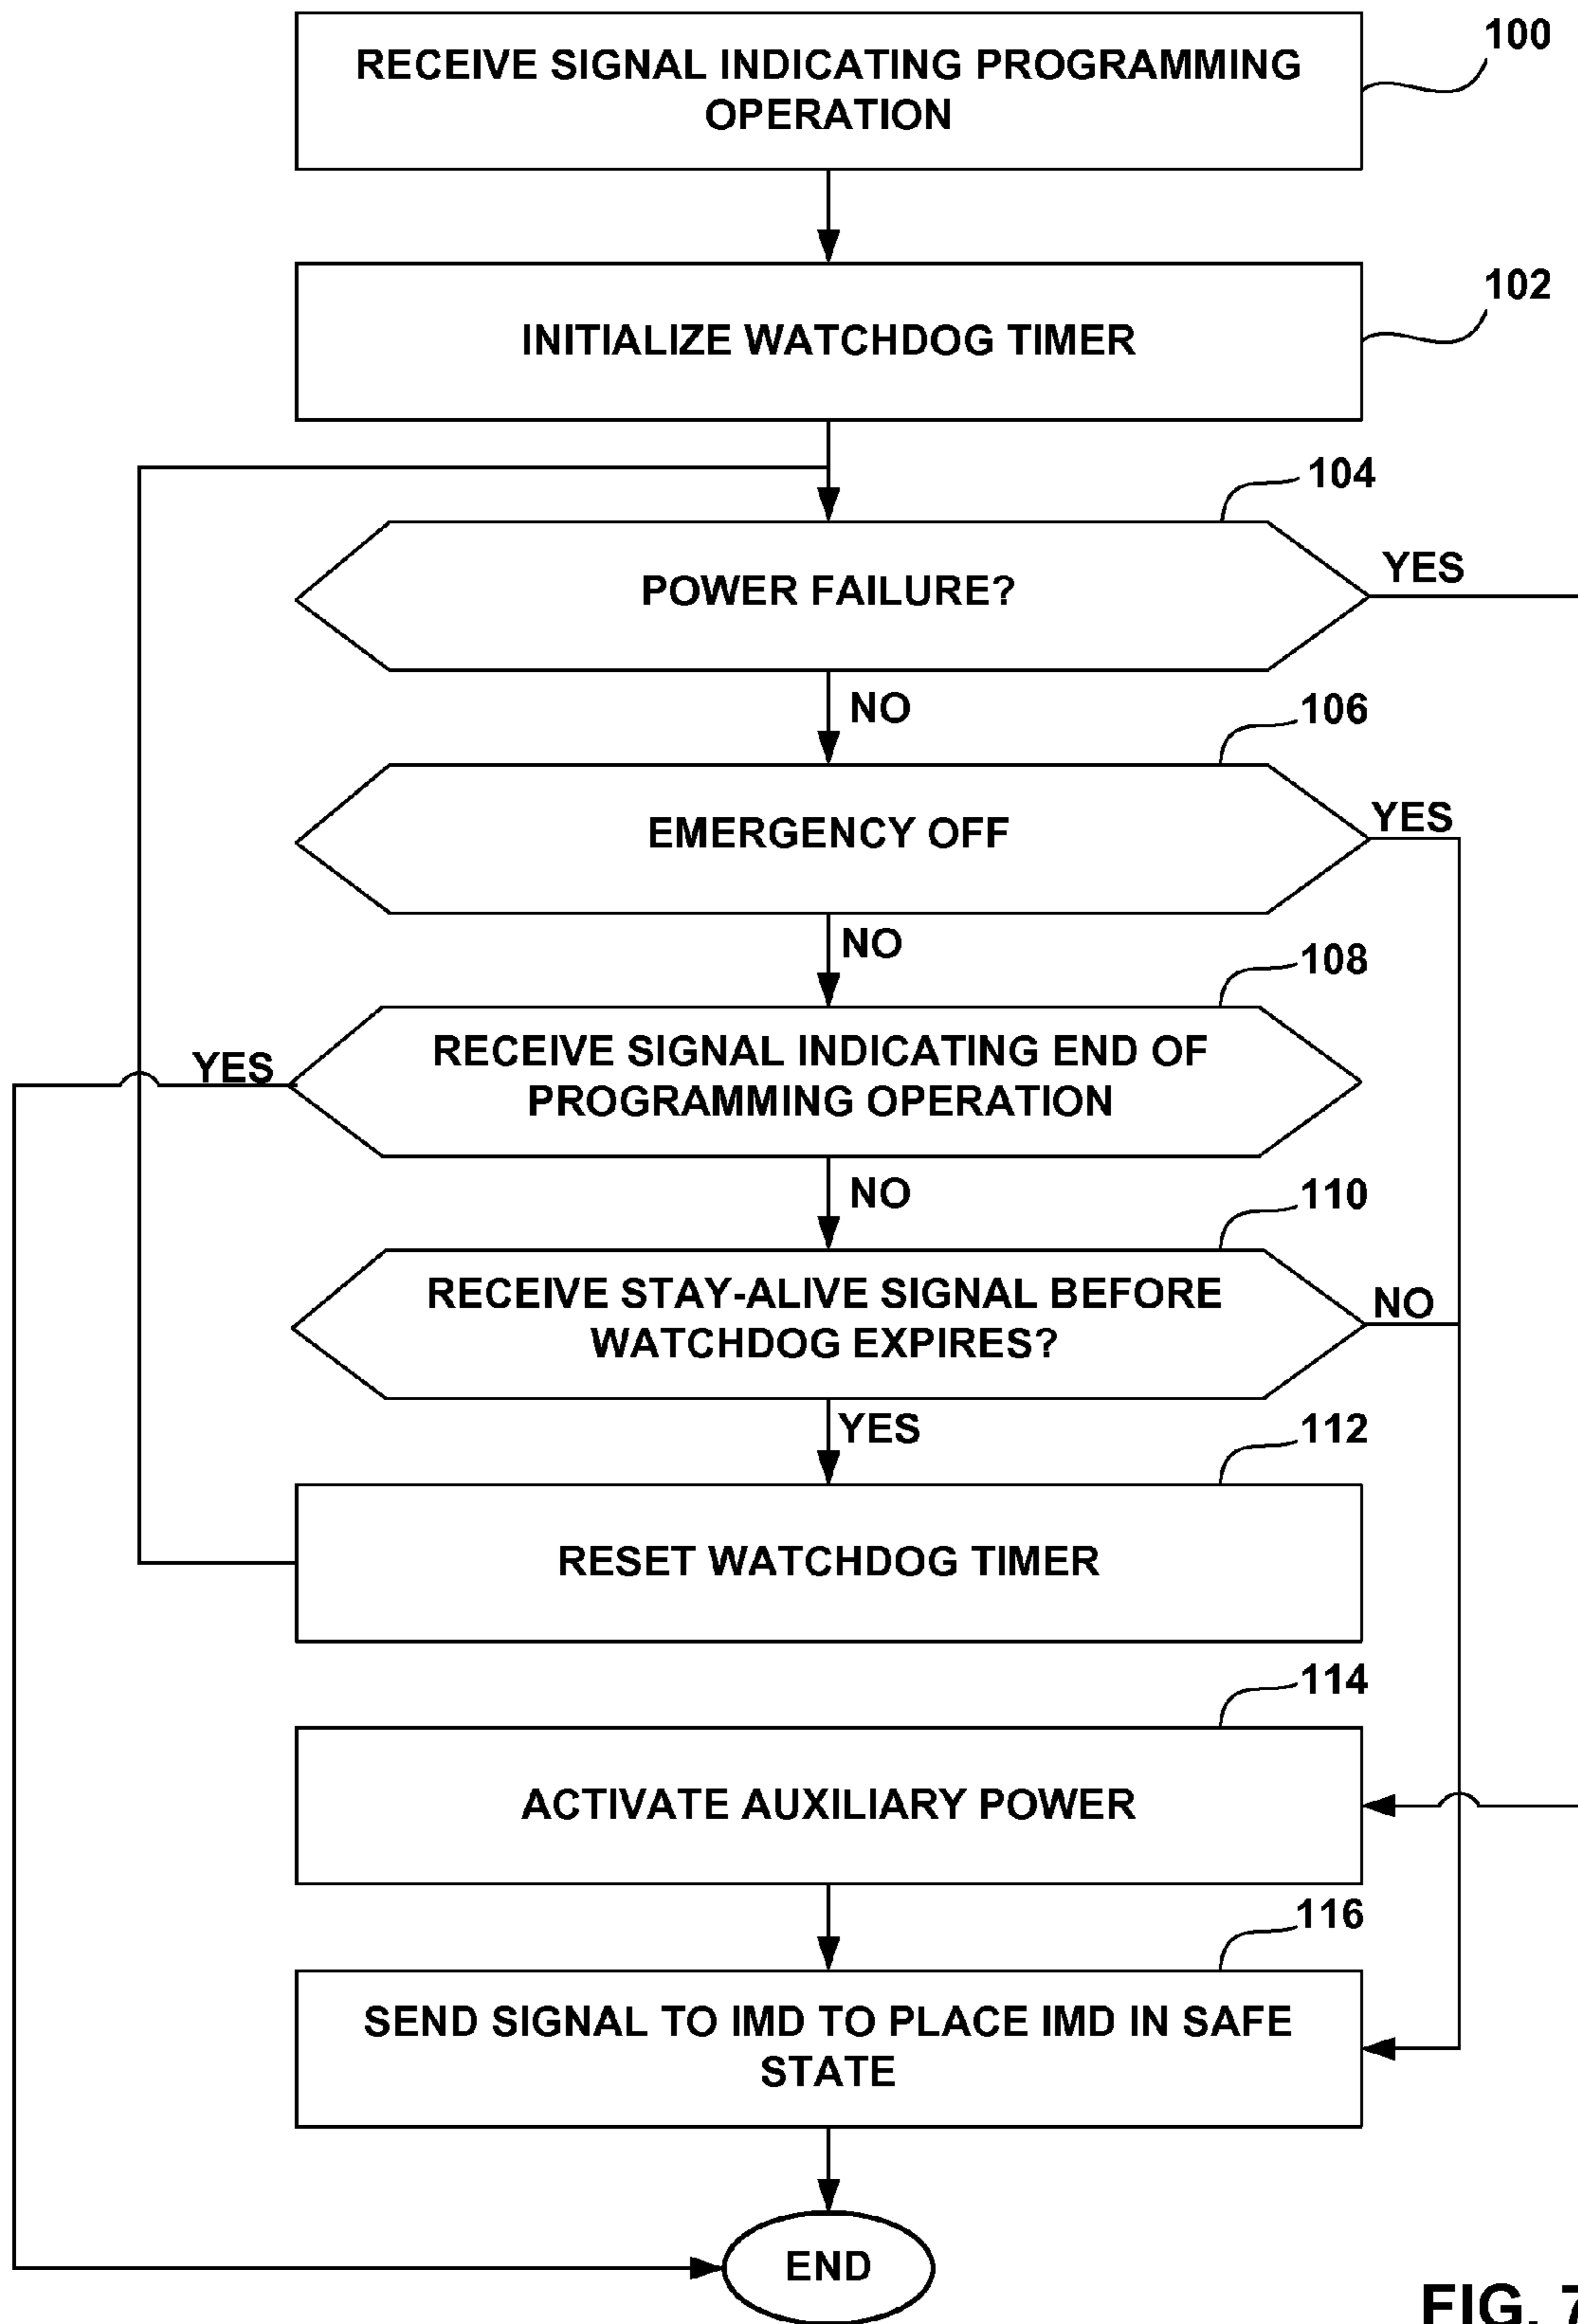 100
RECEIVE SIGNAL INDICATING PROGRAMMING
OPERATION
102
INITIALIZE WATCHDOG TIMER
104
POWER FAILURE?
YES
NO
106
EMERGENCY OFF
YES
NO
108
RECEIVE SIGNAL INDICATING END OF
PROGRAMMING OPERATION
YES
NO
110
RECEIVE STAY-ALIVE SIGNAL BEFORE
WATCHDOG EXPIRES?
NO
YES
112
RESET WATCHDOG TIMER
114
ACTIVATE AUXILIARY POWER
116
SEND SIGNAL TO IMD TO PLACE IMD IN SAFE
STATE
END
FIG. 7